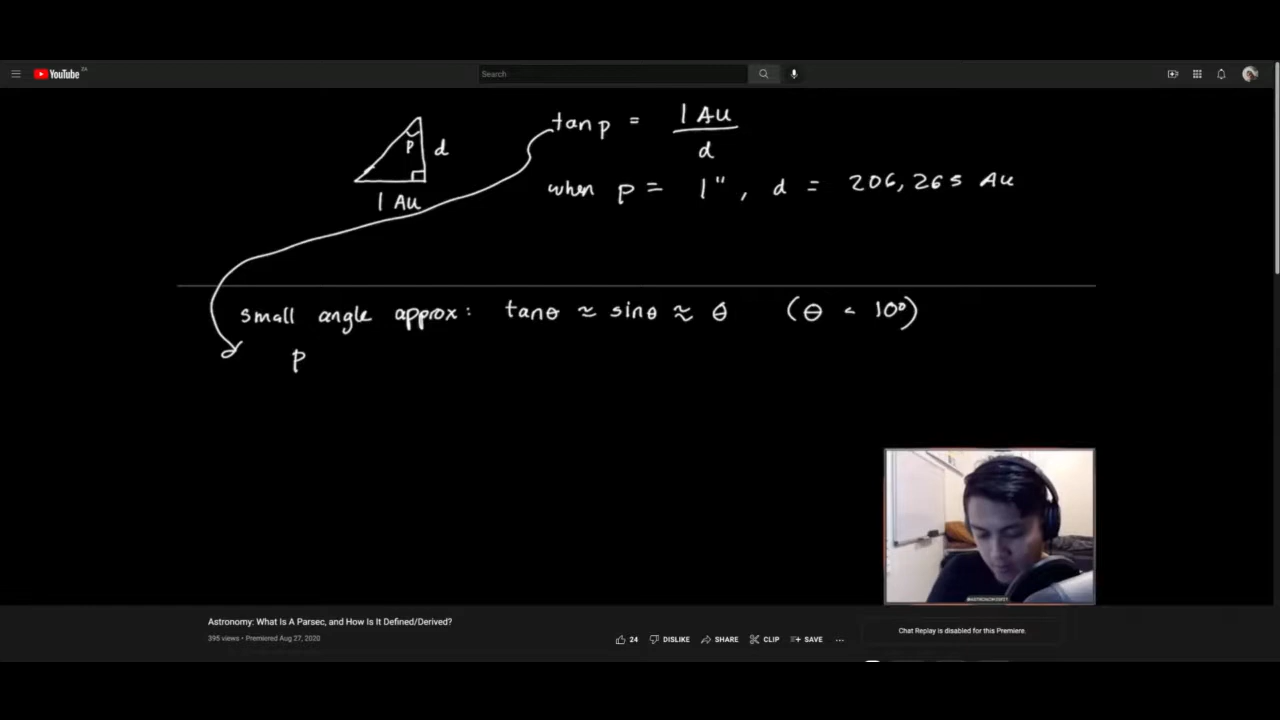 YouTube ZA
Search
tan p = 1 AU / d
p
d
1 AU
when p = 1", d = 206,265 AU
small angle approx: tanθ ≈ sinθ ≈ θ (θ < 10°)
p
Astronomy: What Is A Parsec, and How Is It Defined/Derived?
395 views • Premiered Aug 27, 2020
24
DISLIKE
SHARE
CLIP
SAVE
Chat Replay is disabled for this Premiere.